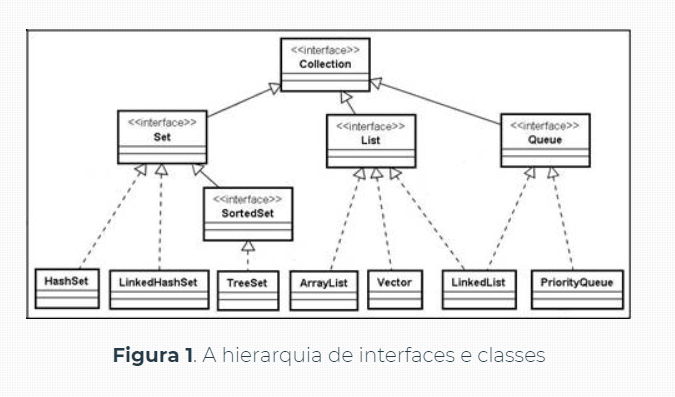 <<interface>>
Collection
<<interface>>
Set
<<interface>>
List
<<interface>>
Queue
<<interface>>
SortedSet
HashSet
LinkedHashSet
TreeSet
ArrayList
Vector
LinkedList
PriorityQueue
Figura 1. A hierarquia de interfaces e classes